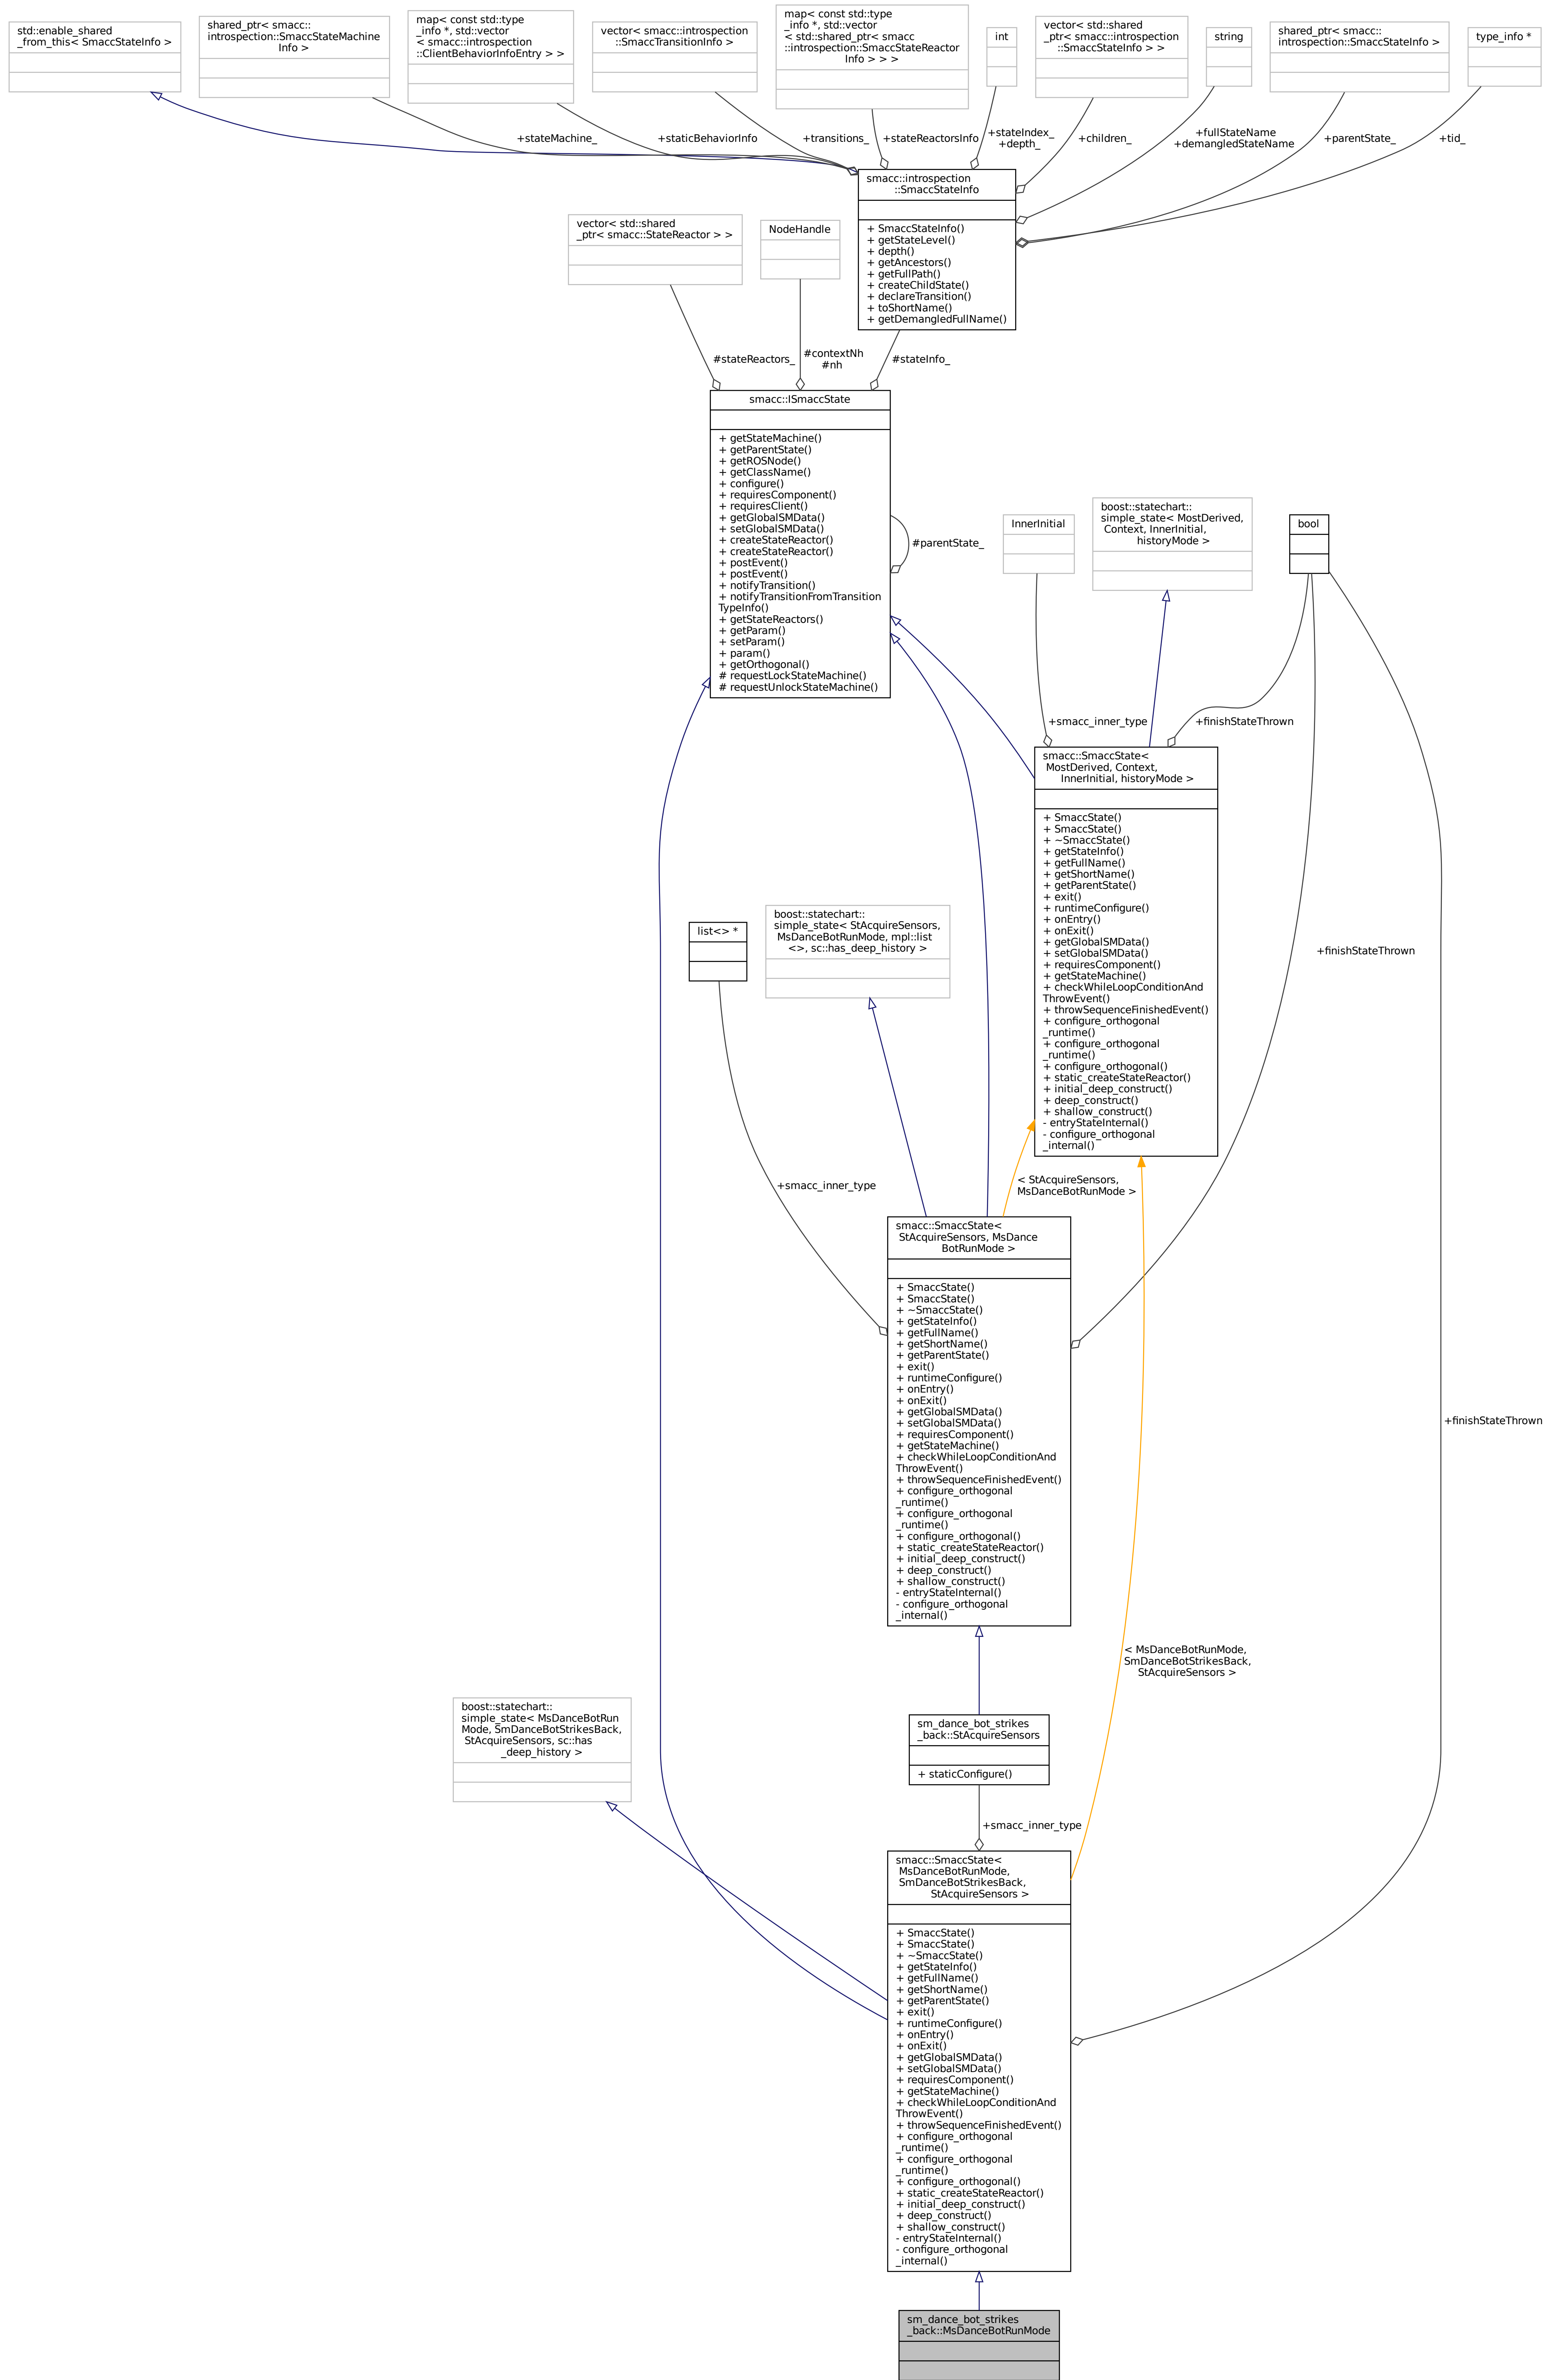 std::enable_shared
_from_this< SmaccStateInfo >
shared_ptr< smacc::
introspection::SmaccStateMachine
Info >
map< const std::type
_info *, std::vector
< smacc::introspection
::ClientBehaviorInfoEntry > >
vector< smacc::introspection
::SmaccTransitionInfo >
map< const std::type
_info *, std::vector
< std::shared_ptr< smacc
::introspection::SmaccStateReactor
Info > > >
int
vector< std::shared
_ptr< smacc::introspection
::SmaccStateInfo > >
string
shared_ptr< smacc::
introspection::SmaccStateInfo >
type_info *
+stateMachine_
+staticBehaviorInfo
+transitions_
+stateReactorsInfo
+stateIndex_
+depth_
+children_
+fullStateName
+demangledStateName
+parentState_
+tid_
smacc::introspection
::SmaccStateInfo
+ SmaccStateInfo()
+ getStateLevel()
+ depth()
+ getAncestors()
+ getFullPath()
+ createChildState()
+ declareTransition()
+ toShortName()
+ getDemangledFullName()
vector< std::shared
_ptr< smacc::StateReactor > >
NodeHandle
#stateReactors_
#contextNh
#nh
#stateInfo_
smacc::ISmaccState
+ getStateMachine()
+ getParentState()
+ getROSNode()
+ getClassName()
+ configure()
+ requiresComponent()
+ requiresClient()
+ getGlobalSMData()
+ setGlobalSMData()
+ createStateReactor()
+ createStateReactor()
+ postEvent()
+ postEvent()
+ notifyTransition()
+ notifyTransitionFromTransition
TypeInfo()
+ getStateReactors()
+ getParam()
+ setParam()
+ param()
+ getOrthogonal()
# requestLockStateMachine()
# requestUnlockStateMachine()
#parentState_
InnerInitial
boost::statechart::
simple_state< MostDerived,
Context, InnerInitial,
historyMode >
bool
+smacc_inner_type
+finishStateThrown
smacc::SmaccState<
MostDerived, Context,
InnerInitial, historyMode >
+ SmaccState()
+ SmaccState()
+ ~SmaccState()
+ getStateInfo()
+ getFullName()
+ getShortName()
+ getParentState()
+ exit()
+ runtimeConfigure()
+ onEntry()
+ onExit()
+ getGlobalSMData()
+ setGlobalSMData()
+ requiresComponent()
+ getStateMachine()
+ checkWhileLoopConditionAnd
ThrowEvent()
+ throwSequenceFinishedEvent()
+ configure_orthogonal
_runtime()
+ configure_orthogonal
_runtime()
+ configure_orthogonal()
+ static_createStateReactor()
+ initial_deep_construct()
+ deep_construct()
+ shallow_construct()
- entryStateInternal()
- configure_orthogonal
_internal()
list<> *
boost::statechart::
simple_state< StAcquireSensors,
MsDanceBotRunMode, mpl::list
<>, sc::has_deep_history >
+finishStateThrown
+smacc_inner_type
< StAcquireSensors,
MsDanceBotRunMode >
smacc::SmaccState<
StAcquireSensors, MsDance
BotRunMode >
+ SmaccState()
+ SmaccState()
+ ~SmaccState()
+ getStateInfo()
+ getFullName()
+ getShortName()
+ getParentState()
+ exit()
+ runtimeConfigure()
+ onEntry()
+ onExit()
+ getGlobalSMData()
+ setGlobalSMData()
+ requiresComponent()
+ getStateMachine()
+ checkWhileLoopConditionAnd
ThrowEvent()
+ throwSequenceFinishedEvent()
+ configure_orthogonal
_runtime()
+ configure_orthogonal
_runtime()
+ configure_orthogonal()
+ static_createStateReactor()
+ initial_deep_construct()
+ deep_construct()
+ shallow_construct()
- entryStateInternal()
- configure_orthogonal
_internal()
+finishStateThrown
< MsDanceBotRunMode,
SmDanceBotStrikesBack,
StAcquireSensors >
boost::statechart::
simple_state< MsDanceBotRun
Mode, SmDanceBotStrikesBack,
StAcquireSensors, sc::has
_deep_history >
sm_dance_bot_strikes
_back::StAcquireSensors
+ staticConfigure()
+smacc_inner_type
smacc::SmaccState<
MsDanceBotRunMode,
SmDanceBotStrikesBack,
StAcquireSensors >
+ SmaccState()
+ SmaccState()
+ ~SmaccState()
+ getStateInfo()
+ getFullName()
+ getShortName()
+ getParentState()
+ exit()
+ runtimeConfigure()
+ onEntry()
+ onExit()
+ getGlobalSMData()
+ setGlobalSMData()
+ requiresComponent()
+ getStateMachine()
+ checkWhileLoopConditionAnd
ThrowEvent()
+ throwSequenceFinishedEvent()
+ configure_orthogonal
_runtime()
+ configure_orthogonal
_runtime()
+ configure_orthogonal()
+ static_createStateReactor()
+ initial_deep_construct()
+ deep_construct()
+ shallow_construct()
- entryStateInternal()
- configure_orthogonal
_internal()
sm_dance_bot_strikes
_back::MsDanceBotRunMode